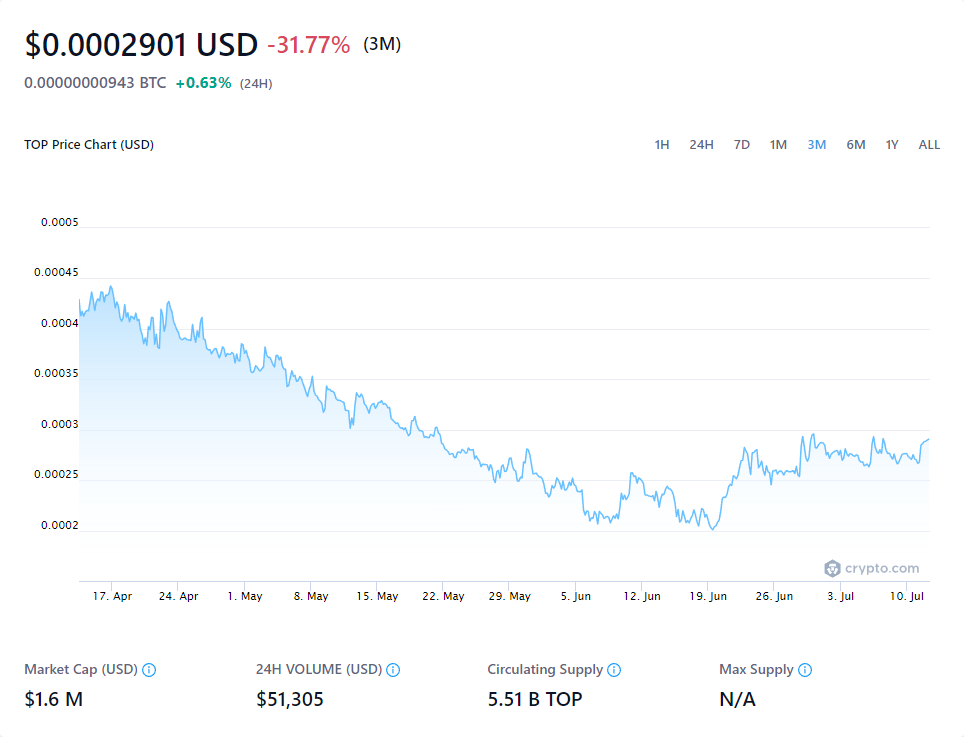 $0.0002901 USD -31.77% (3M)
0.00000000943 BTC +0.63% (24H)
TOP Price Chart (USD) 1H 24H 7D 1M 3M 6M 1Y ALL
0.0005
0.00045
0.0004
0.00035
0.0003
0.00025
0.0002
crypto.com
17. Apr 24. Apr 1. May 8. May 15. May 22. May 29. May 5. Jun 12. Jun 19. Jun 26. Jun 3. Jul 10. Jul
Market Cap (USD) 24H VOLUME (USD) Circulating Supply Max Supply
$1.6 M $51,305 5.51 B TOP N/A